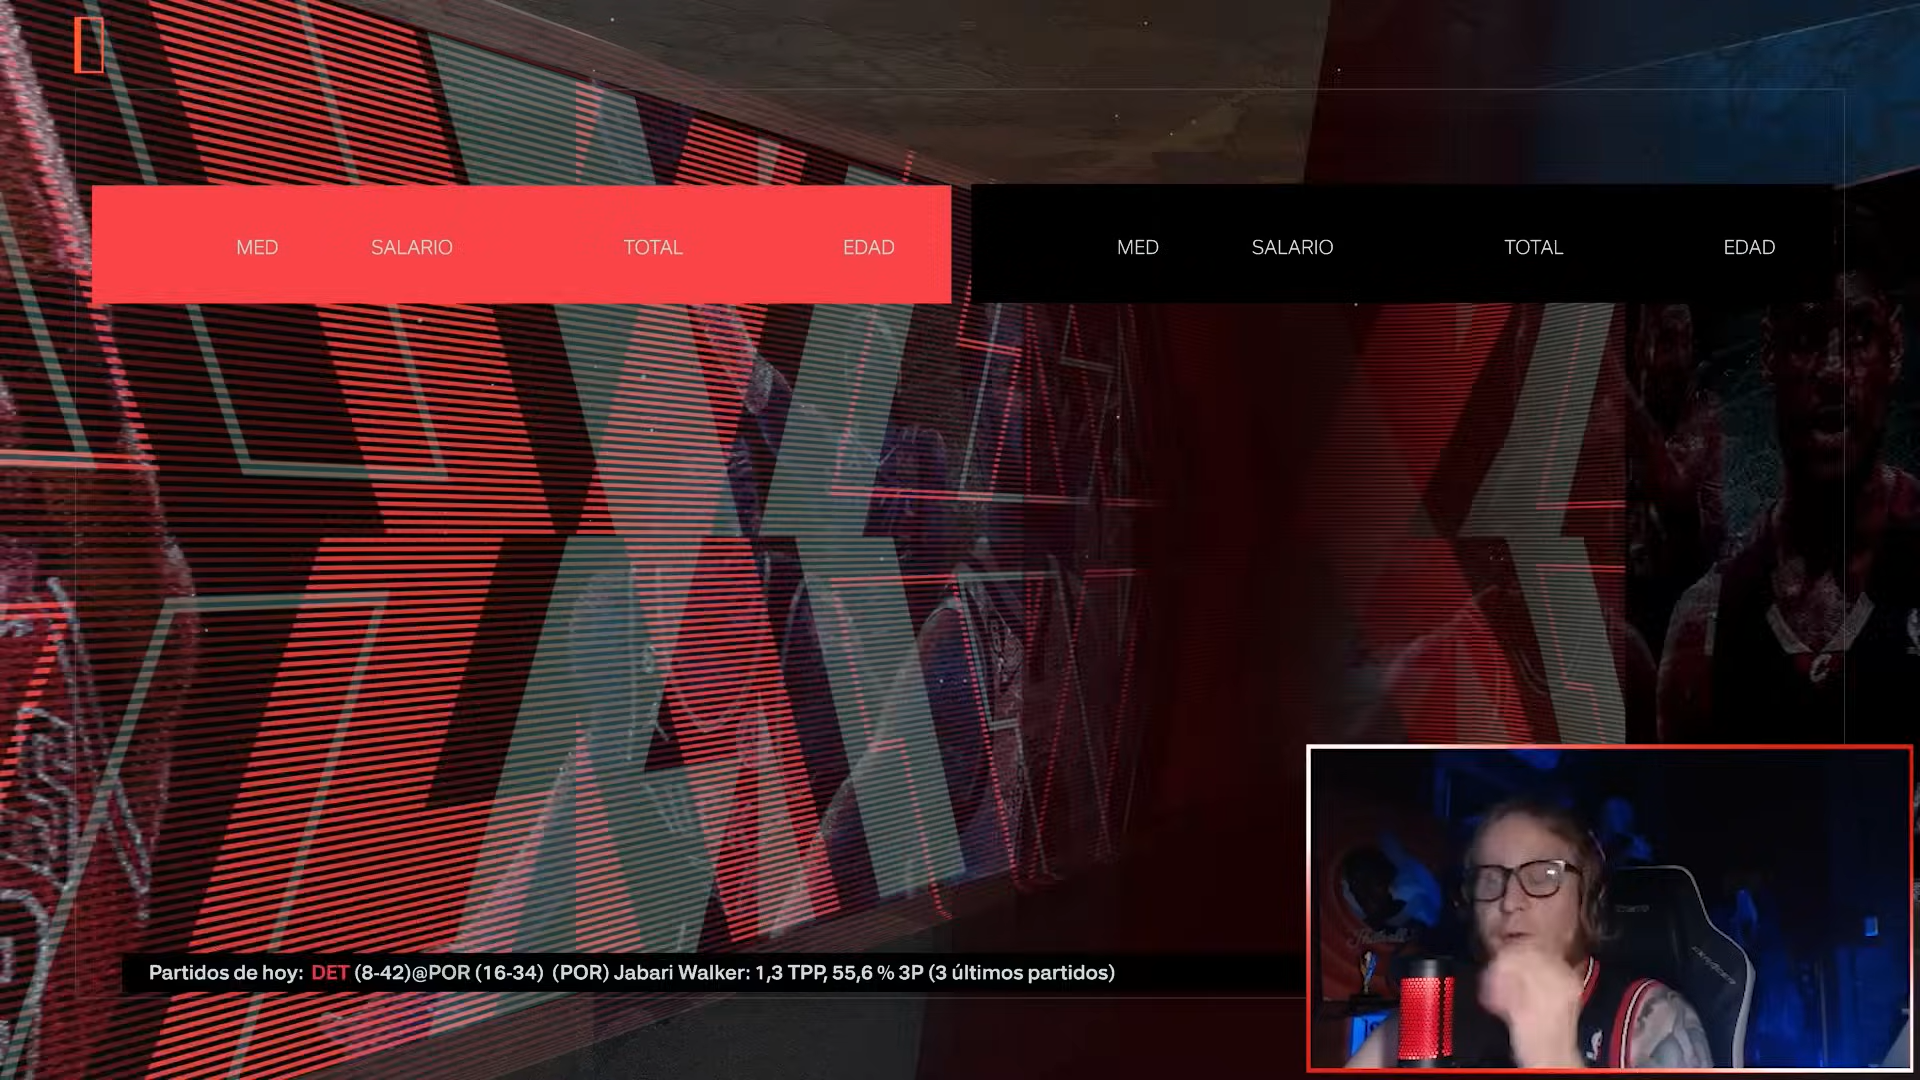 MED SALARIO TOTAL EDAD
MED SALARIO TOTAL EDAD
Partidos de hoy: DET (8-42)@POR (16-34) (POR) Jabari Walker: 1,3 TPP, 55,6 % 3P (3 últimos partidos)